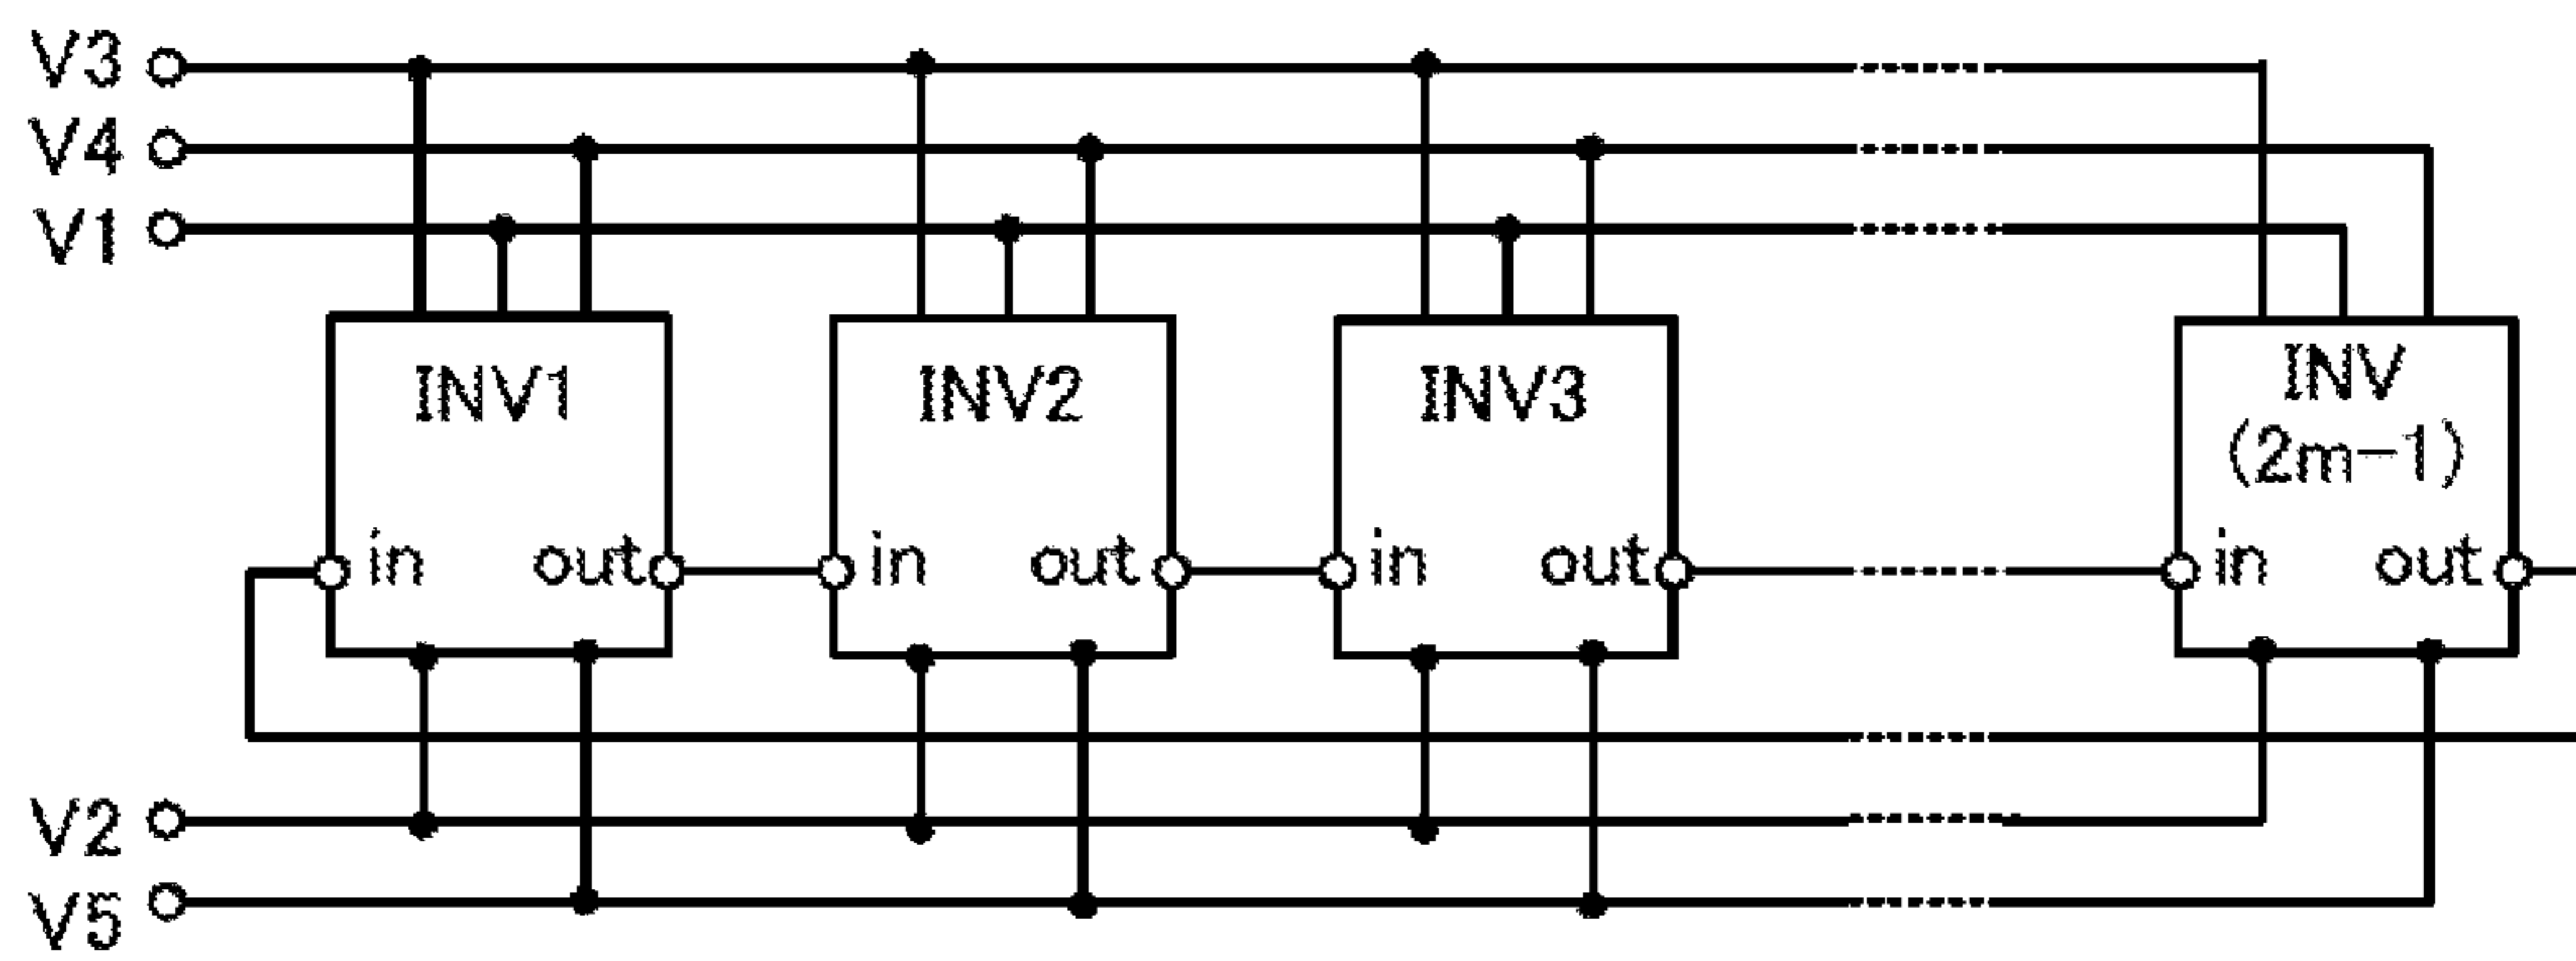 V3
V4
V1
INV1
INV2
INV3
INV
(2m-1)
in
out
in
out
in
out
in
out
V2
V5